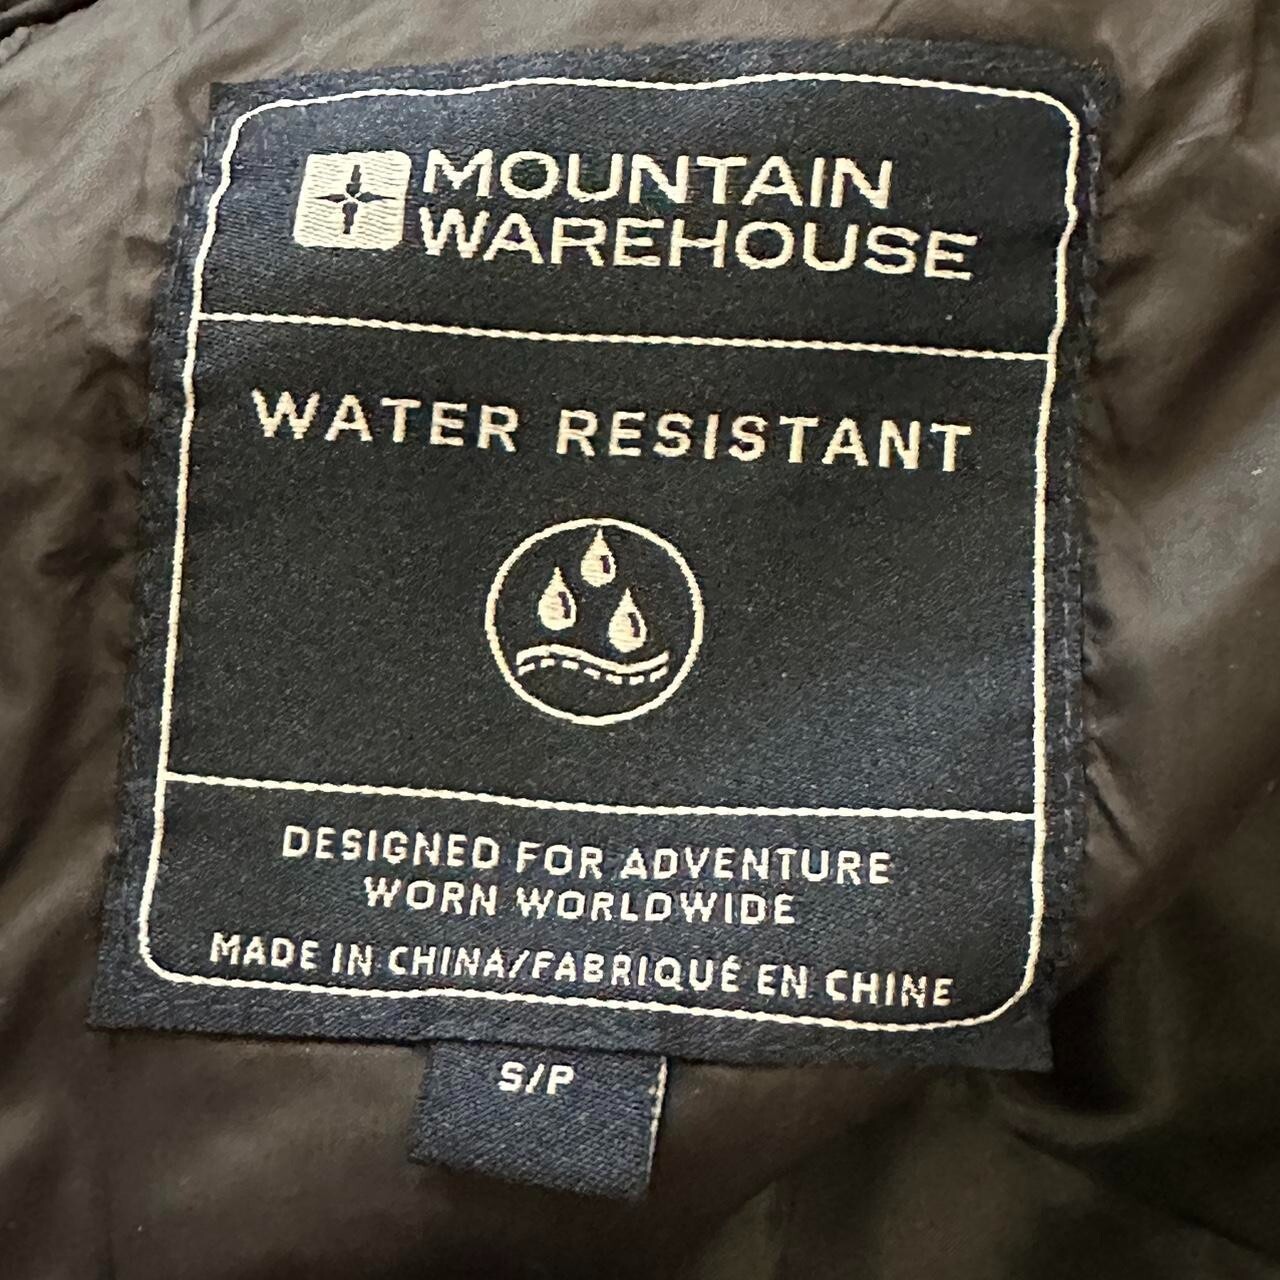 MOUNTAIN
WAREHOUSE
WATER RESISTANT
DESIGNED FOR ADVENTURE
WORN WORLDWIDE
MADE IN CHINA/FABRIQUÉ EN CHINE
S/P